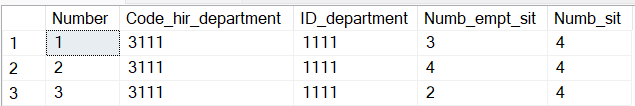 Number Code_hir_department ID_department Numb_empt_sit Numb_sit
1 1 3111 1111 3 4
2 2 3111 1111 4 4
3 3 3111 1111 2 4